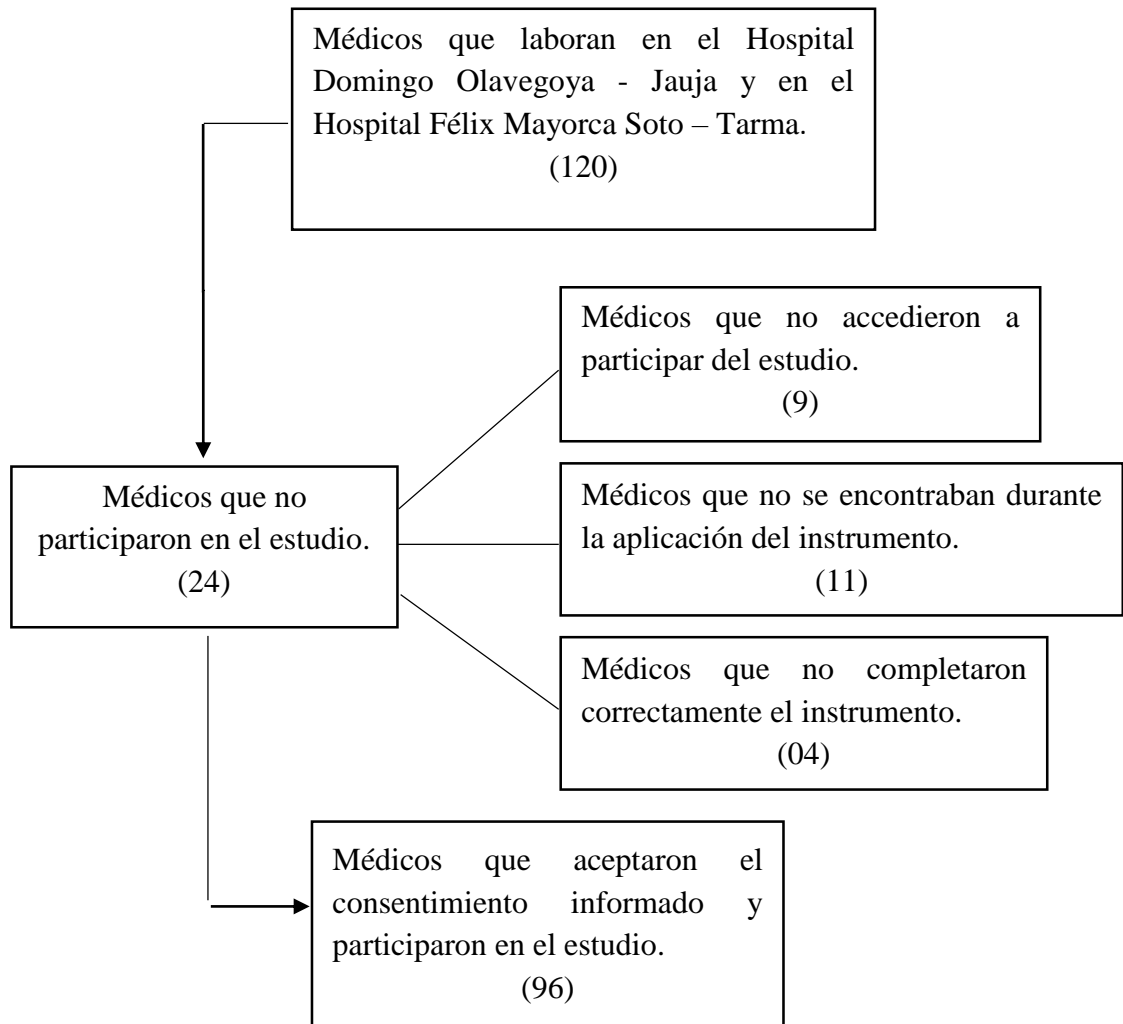 Médicos que laboran en el Hospital
Domingo Olavegoya - Jauja y en el
Hospital Félix Mayorca Soto – Tarma.
(120)
Médicos que no accedieron a
participar del estudio.
(9)
Médicos que no
participaron en el estudio.
(24)
Médicos que no se encontraban durante
la aplicación del instrumento.
(11)
Médicos que no completaron
correctamente el instrumento.
(04)
Médicos que aceptaron el
consentimiento informado y
participaron en el estudio.
(96)